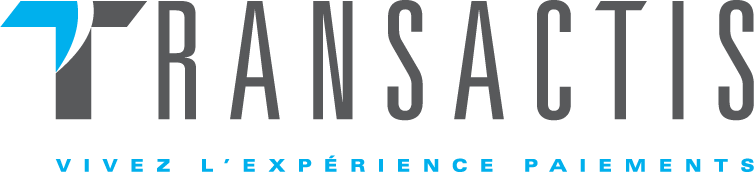 TRANSACTIS
VIVEZ L'EXPÉRIENCE PAIEMENTS